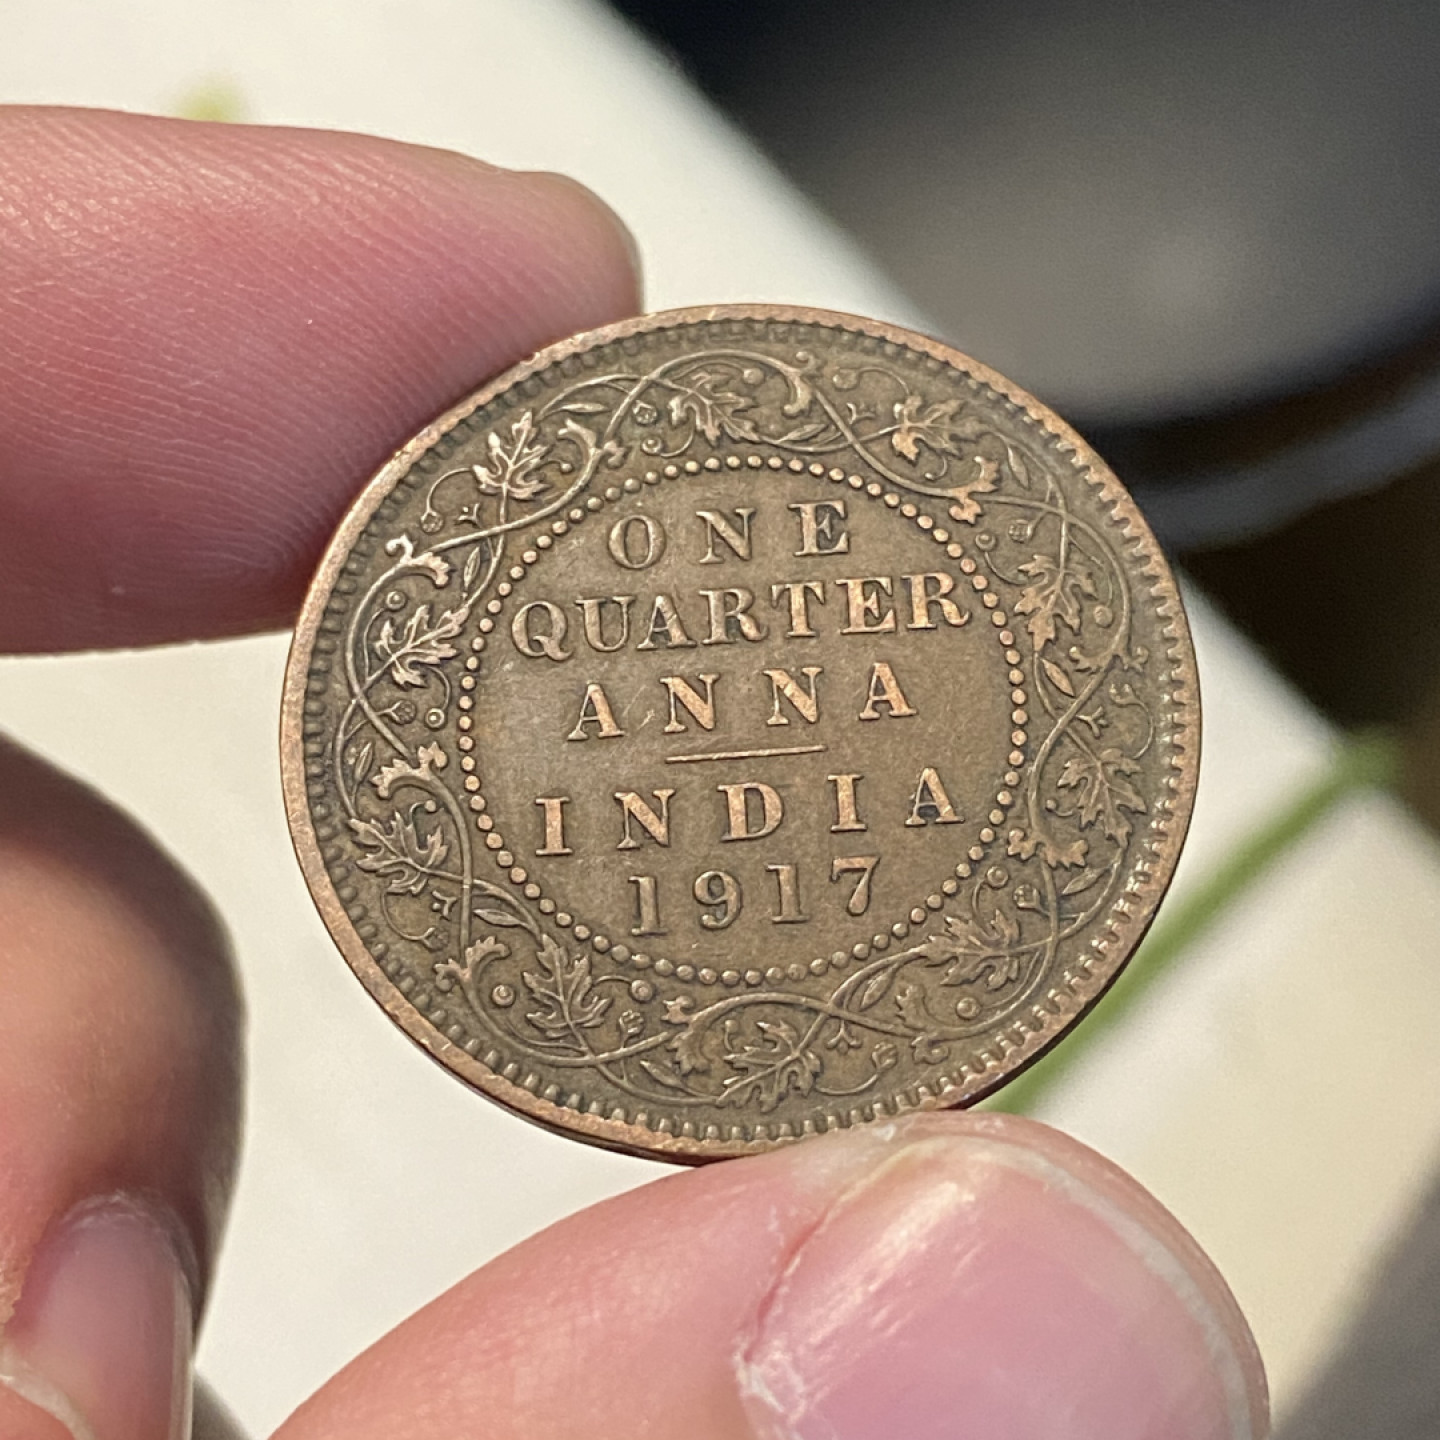 ONE
QUARTER
ANNA
INDIA
1917